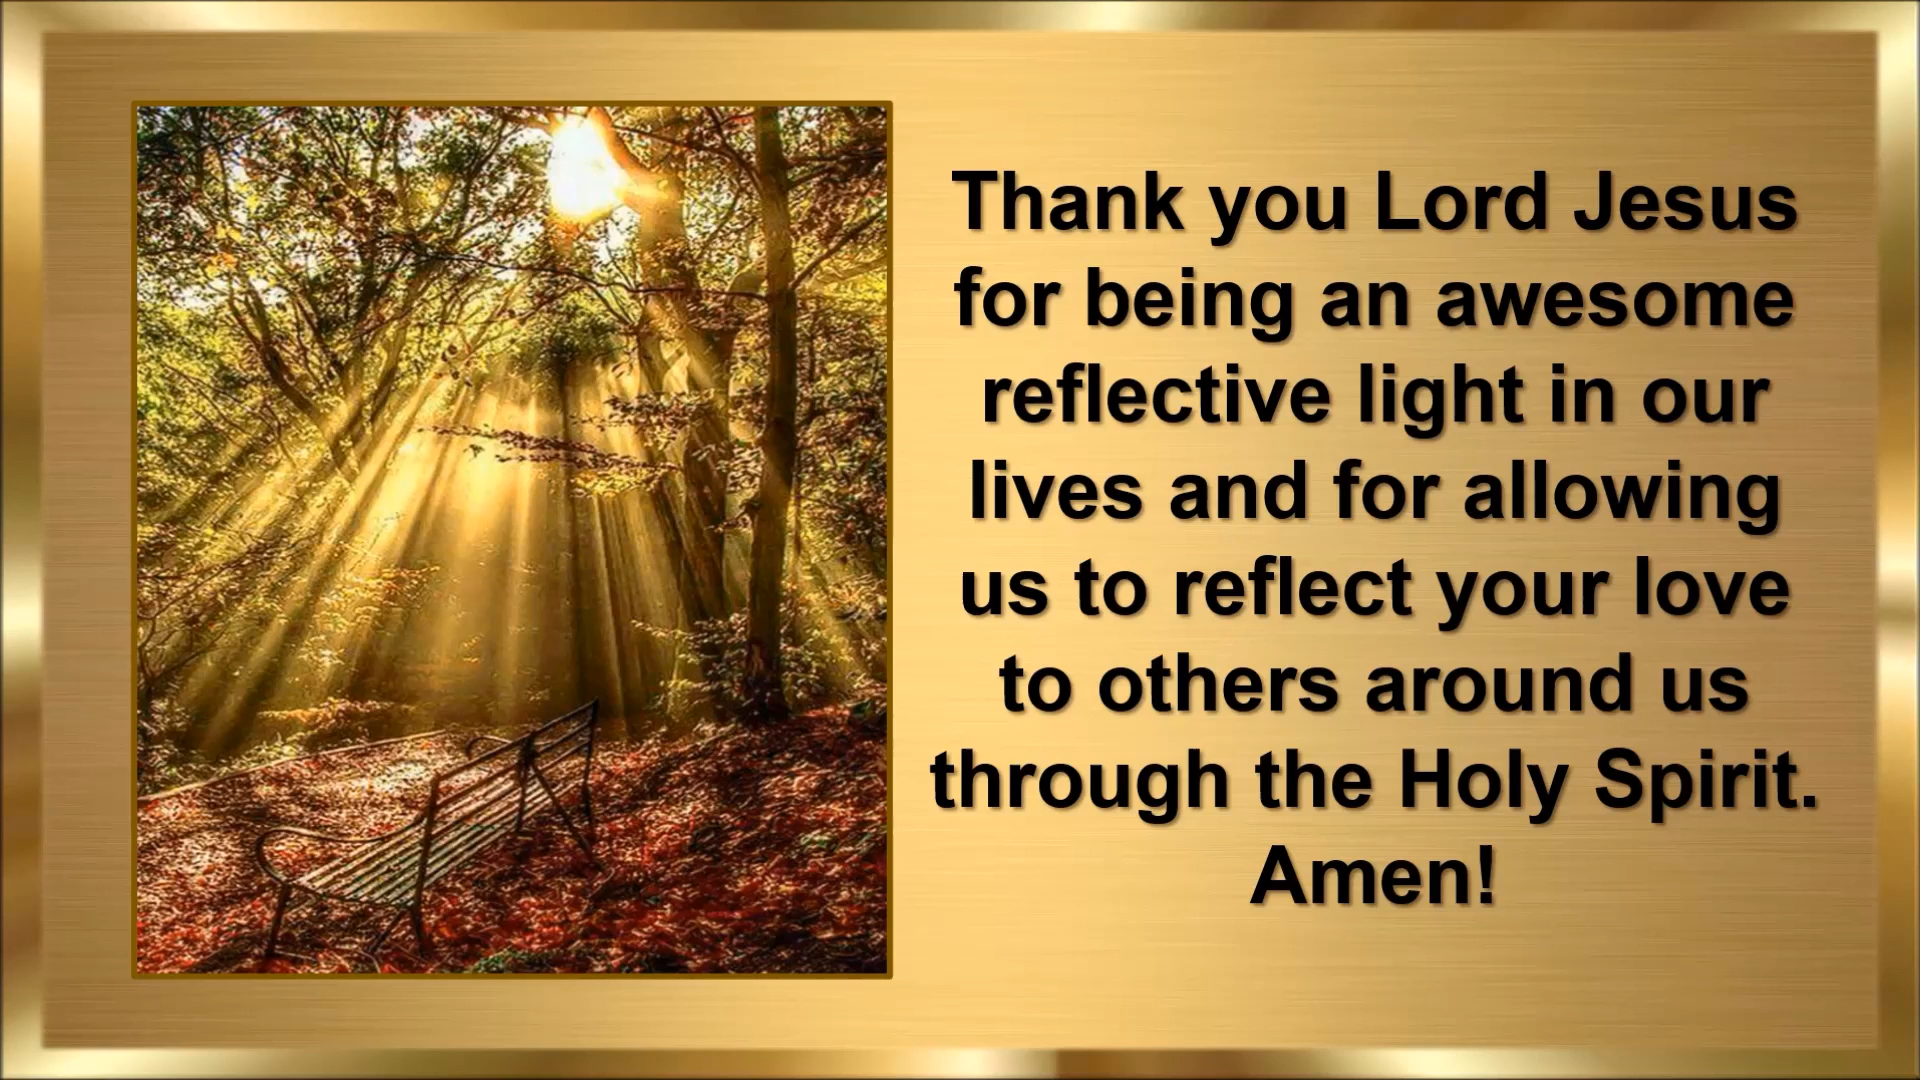 Thank you Lord Jesus
for being an awesome
reflective light in our
lives and for allowing
us to reflect your love
to others around us
through the Holy Spirit.
Amen!